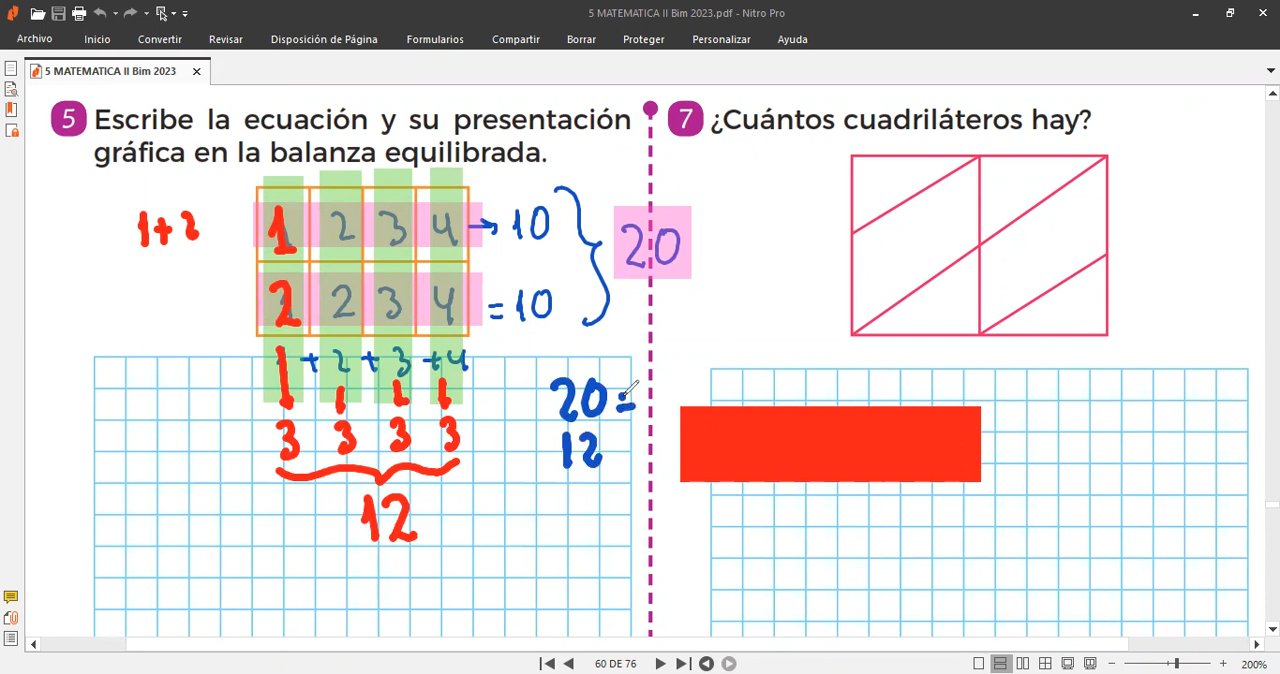 5 MATEMATICA II Bim 2023.pdf - Nitro Pro
Archivo Inicio Convertir Revisar Disposición de Página Formularios Compartir Borrar Proteger Personalizar Ayuda
5 MATEMATICA II Bim 2023
5 Escribe la ecuación y su presentación
gráfica en la balanza equilibrada.
1+2
1 2 3 4 → 10
2 2 3 4 = 10
20
1 + 2 + 3 + 4
1 1 1
3 3 3 3
12
20 =
12
7 ¿Cuántos cuadriláteros hay?
60 DE 76
200%